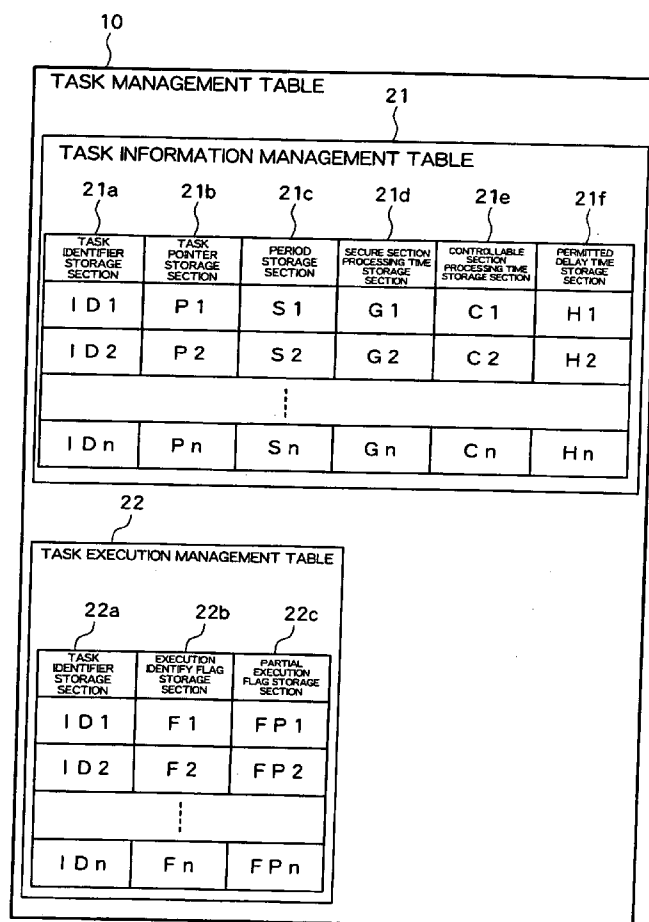 10
TASK MANAGEMENT TABLE
21
TASK INFORMATION MANAGEMENT TABLE
21a 21b 21c 21d 21e 21f
TASK IDENTIFIER STORAGE SECTION
TASK POINTER STORAGE SECTION
PERIOD STORAGE SECTION
SECURE SECTION PROCESSING TIME STORAGE SECTION
CONTROLLABLE SECTION PROCESSING TIME STORAGE SECTION
PERMITTED DELAY TIME STORAGE SECTION
ID1 P1 S1 G1 C1 H1
ID2 P2 S2 G2 C2 H2
IDn Pn Sn Gn Cn Hn
22
TASK EXECUTION MANAGEMENT TABLE
22a 22b 22c
TASK IDENTIFIER STORAGE SECTION
EXECUTION IDENTIFY FLAG STORAGE SECTION
PARTIAL EXECUTION FLAG STORAGE SECTION
ID1 F1 FP1
ID2 F2 FP2
IDn Fn FPn